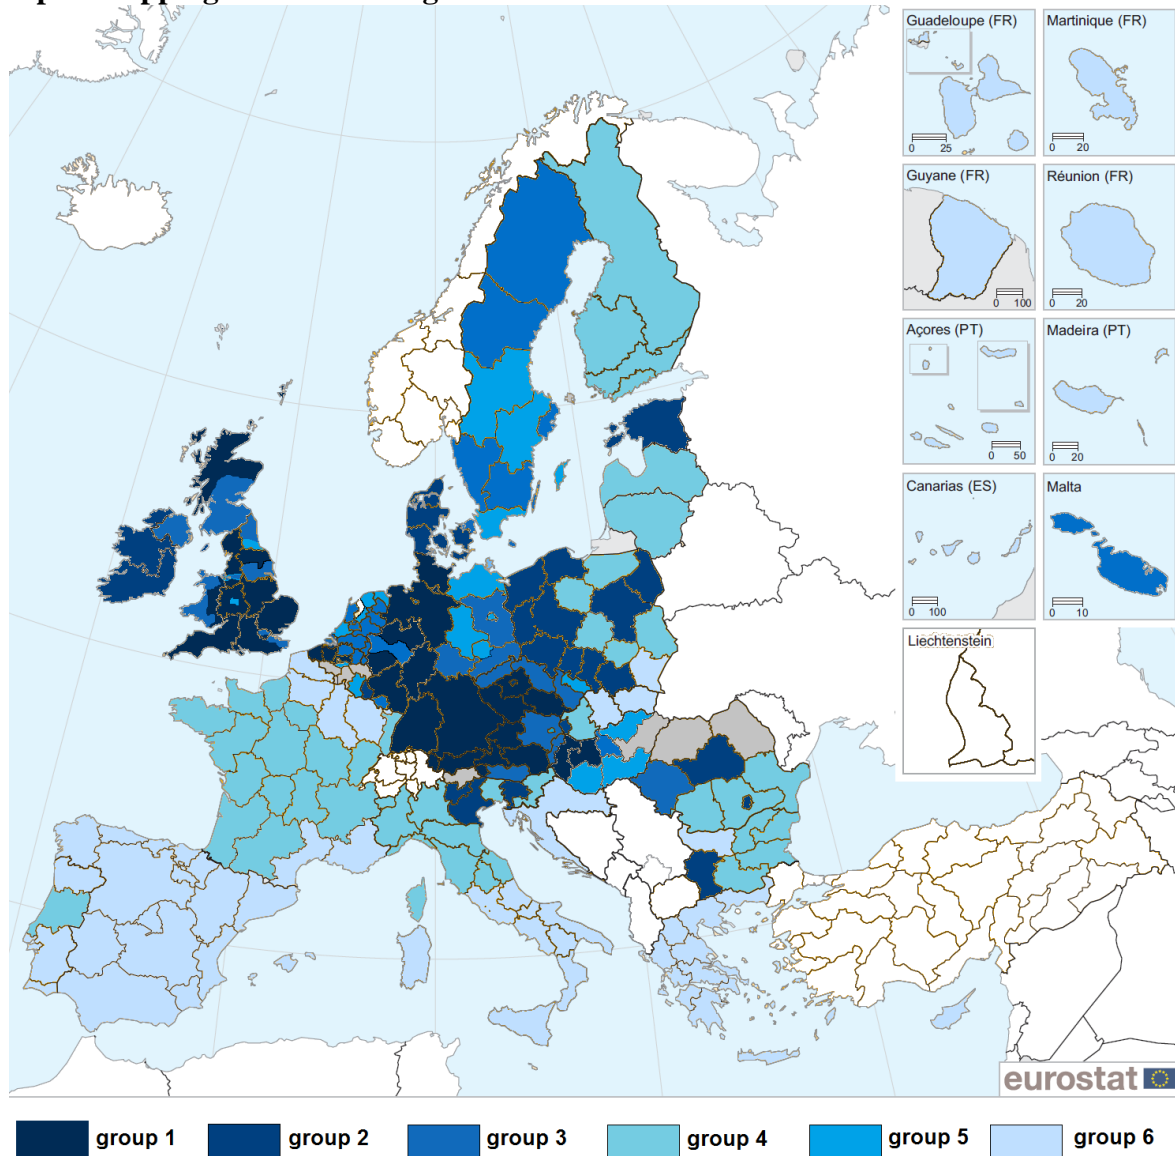 Guadeloupe (FR)
0 25
Martinique (FR)
0 20
Guyane (FR)
0 100
Réunion (FR)
0 20
Açores (PT)
0 50
Madeira (PT)
0 20
Canarias (ES)
0 100
Malta
0 10
Liechtenstein
eurostat
group 1
group 2
group 3
group 4
group 5
group 6